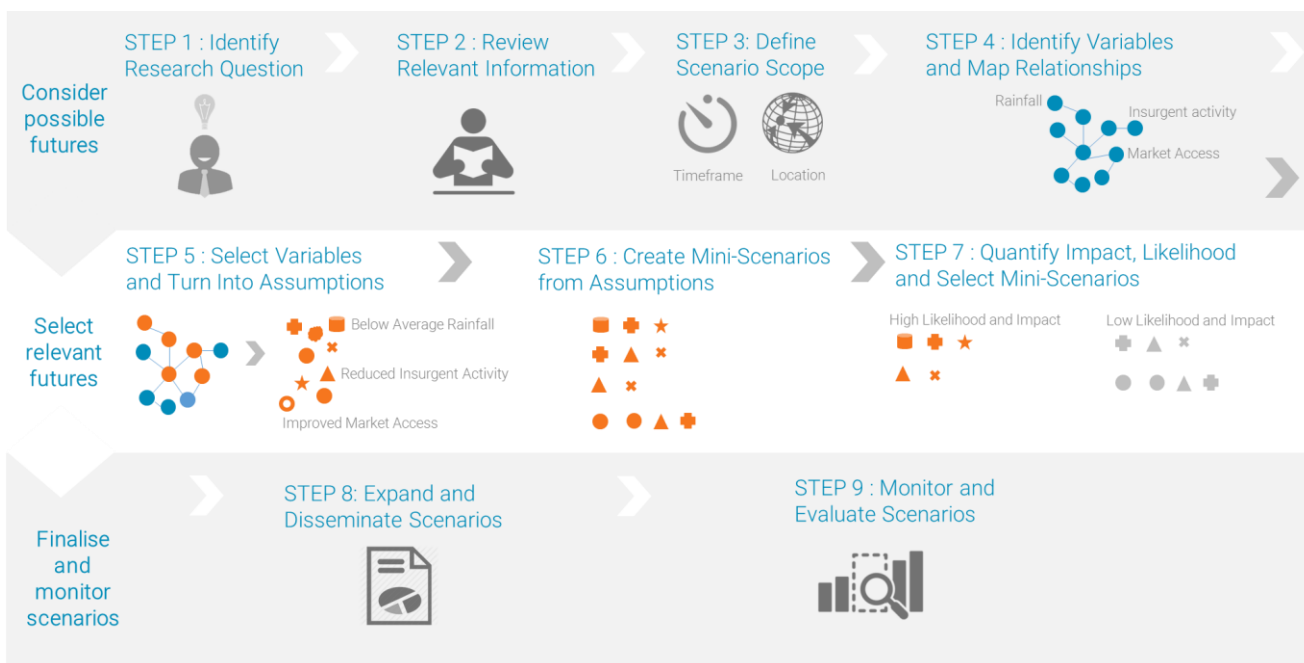 Consider
possible
futures
STEP 1 : Identify
Research Question
STEP 2 : Review
Relevant Information
STEP 3: Define
Scenario Scope
Timeframe
Location
STEP 4 : Identify Variables
and Map Relationships
Rainfall
Insurgent activity
Market Access
Select
relevant
futures
STEP 5 : Select Variables
and Turn Into Assumptions
Below Average Rainfall
Reduced Insurgent Activity
Improved Market Access
STEP 6 : Create Mini-Scenarios
from Assumptions
STEP 7 : Quantify Impact, Likelihood
and Select Mini-Scenarios
High Likelihood and Impact
Low Likelihood and Impact
Finalise
and
monitor
scenarios
STEP 8: Expand and
Disseminate Scenarios
STEP 9 : Monitor and
Evaluate Scenarios